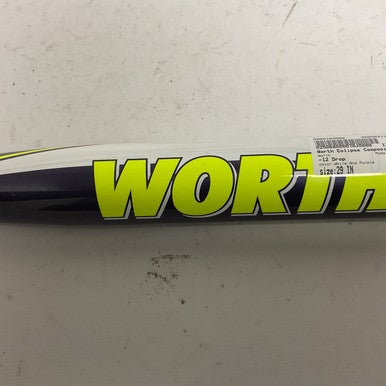 WORTH
Worth Eclipse Composi
-12 Drop
Color:White And Purple
size:29 IN